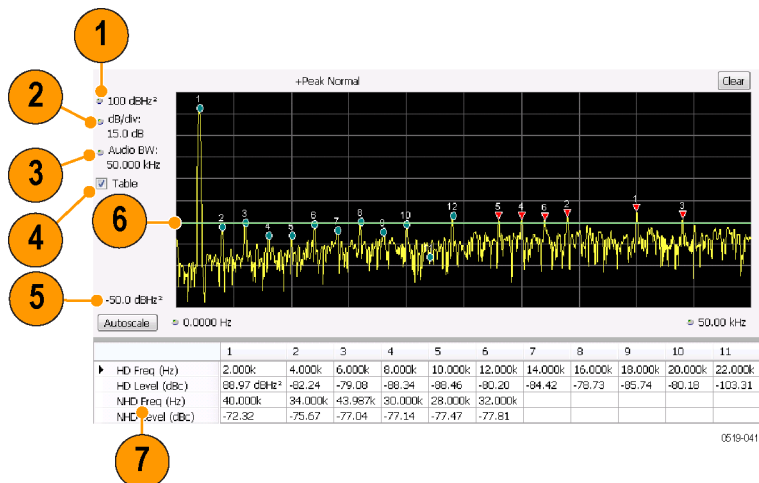 1
+Peak Normal
Clear
2
100 dBHz²
dB/div:
15.0 dB
3
Audio BW:
50.000 kHz
Table
4
6
5
-50.0 dBHz²
1
2 3 4 5 6 7 8 9 10 12 5 4 6 2 1 3
Autoscale 0.0000 Hz 50.00 kHz
1 2 3 4 5 6 7 8 9 10 11
HD Freq (Hz) 2.000k 4.000k 6.000k 8.000k 10.000k 12.000k 14.000k 16.000k 18.000k 20.000k 22.000k
HD Level (dBc) 88.97 dBHz² -82.24 -79.08 -88.34 -88.46 -80.20 -84.42 -78.73 -85.74 -80.18 -103.31
NHD Freq (Hz) 40.000k 34.000k 43.987k 30.000k 28.000k 32.000k
NHD Level (dBc) -72.32 -75.67 -77.04 -77.14 -77.47 -77.81
7
0519-041